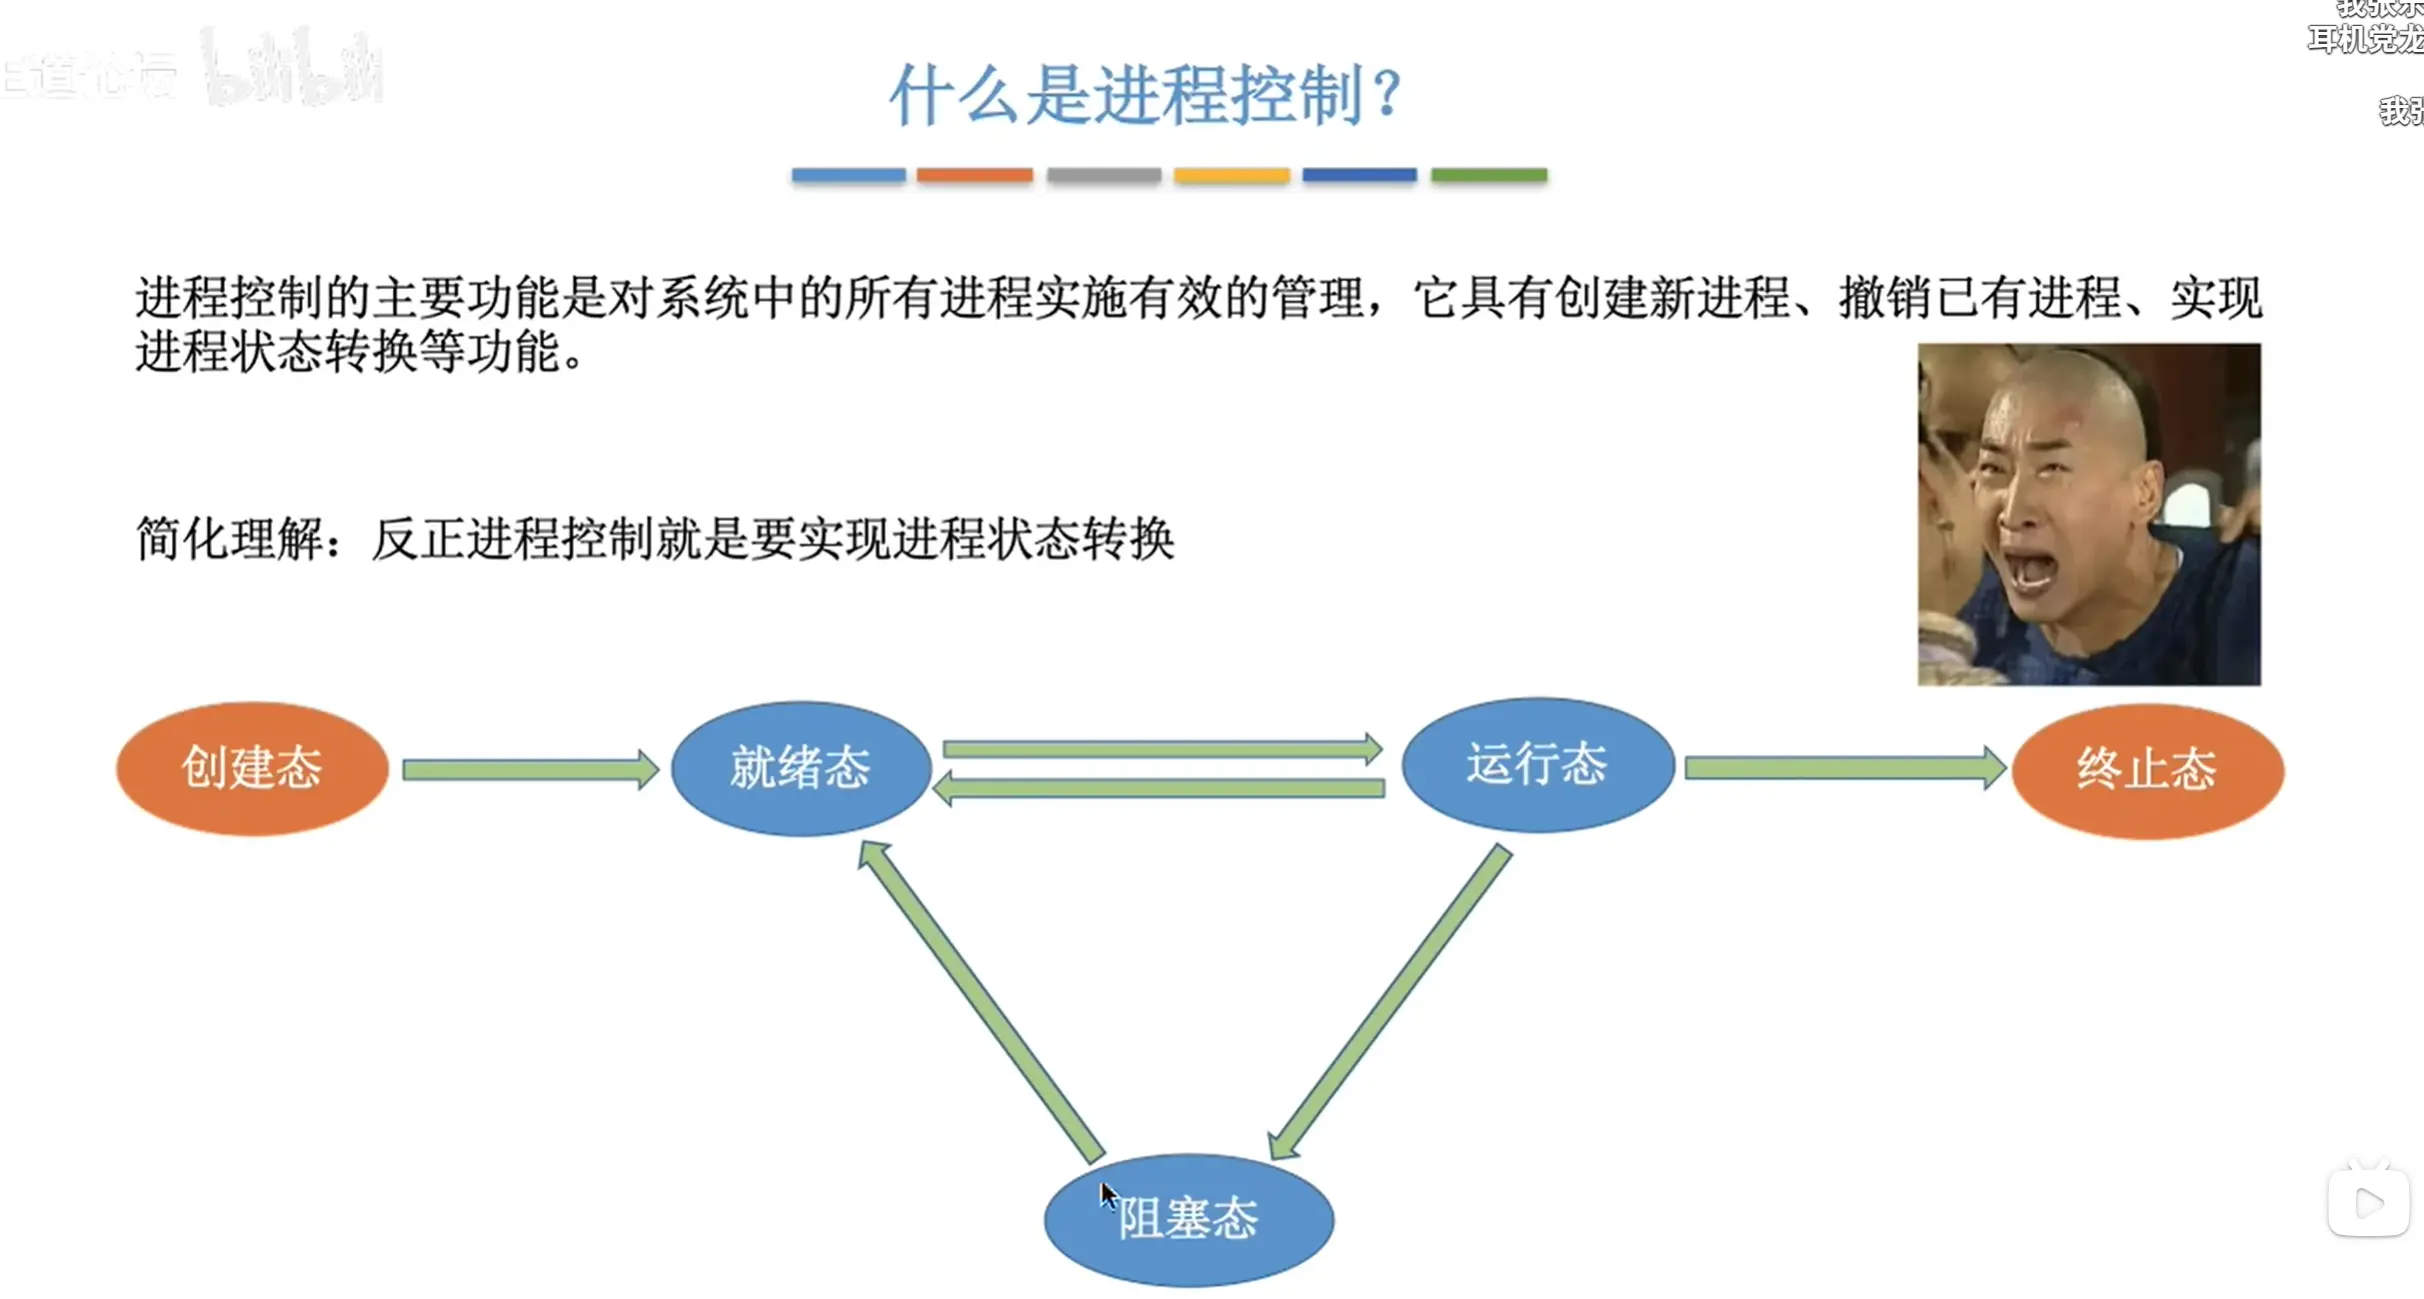 bilibili
耳机党龙
什么是进程控制？
进程控制的主要功能是对系统中的所有进程实施有效的管理，它具有创建新进程、撤销已有进程、实现
进程状态转换等功能。
简化理解：反正进程控制就是要实现进程状态转换
创建态
就绪态
运行态
终止态
阻塞态